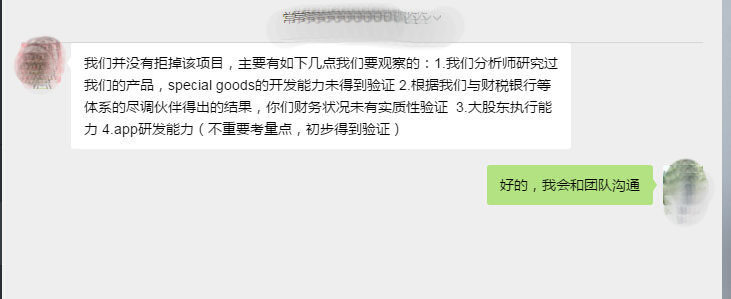 我们并没有拒掉该项目，主要有如下几点我们要观察的：1.我们分析师研究过
我们的产品，special goods的开发能力未得到验证 2.根据我们与财税银行等
体系的尽调伙伴得出的结果，你们财务状况未有实质性验证  3.大股东执行能
力 4.app研发能力（不重要考量点，初步得到验证）
好的，我会和团队沟通